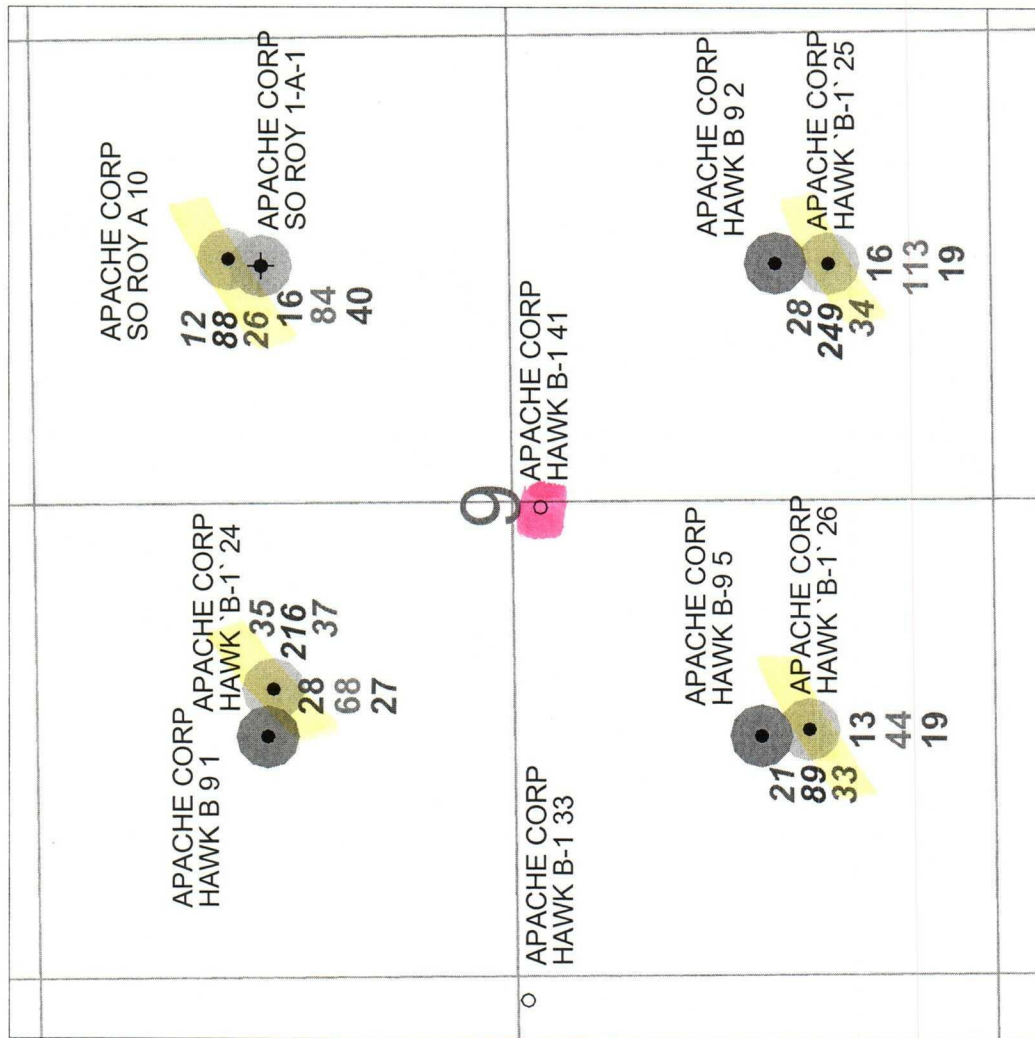 APACHE CORP
SO ROY A 10
APACHE CORP
SO ROY 1-A-1
12
88
26
16
84
40
APACHE CORP
HAWK B 9 1
APACHE CORP
HAWK `B-1` 24
35
216
37
28
68
27
9
APACHE CORP
HAWK B-1 41
APACHE CORP
HAWK B-1 33
APACHE CORP
HAWK B 9 2
APACHE CORP
HAWK `B-1` 25
28
249
34
16
113
19
APACHE CORP
HAWK B-9 5
APACHE CORP
HAWK `B-1` 26
21
89
33
13
44
19